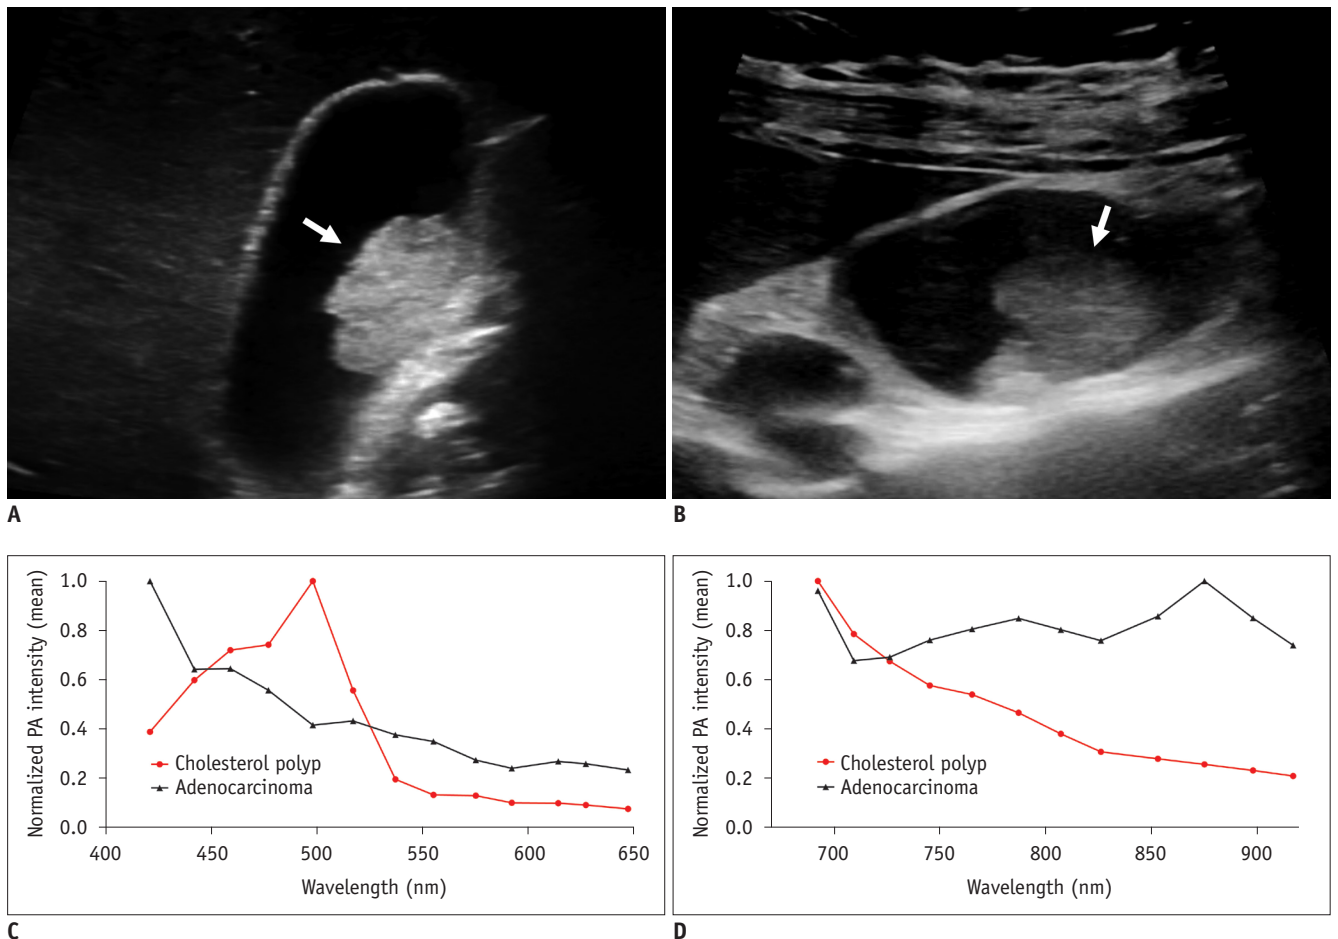 A
B
Normalized PA intensity (mean)
1.0
0.8
0.6
0.4
0.2
0.0
Cholesterol polyp
Adenocarcinoma
400 450 500 550 600 650
Wavelength (nm)
C
Normalized PA intensity (mean)
1.0
0.8
0.6
0.4
0.2
0.0
Cholesterol polyp
Adenocarcinoma
700 750 800 850 900
Wavelength (nm)
D